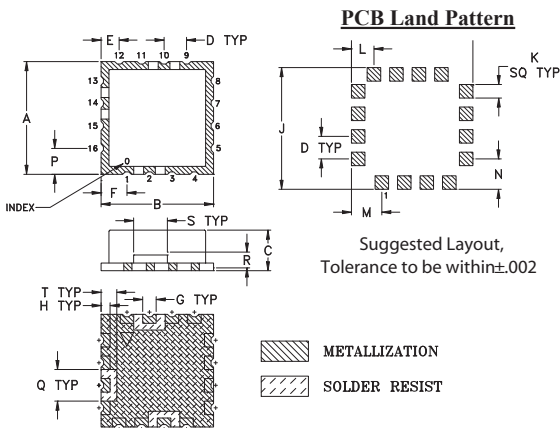 PCB Land Pattern
E
D TYP
12 11 10 9
13
14
15
16
8
7
6
5
A
P
0
F
1 2 3 4
INDEX
B
L
K
SQ TYP
J
D TYP
N
M
S TYP
R
C
Suggested Layout,
Tolerance to be within±.002
T TYP
H TYP
G TYP
Q TYP
METALLIZATION
SOLDER RESIST